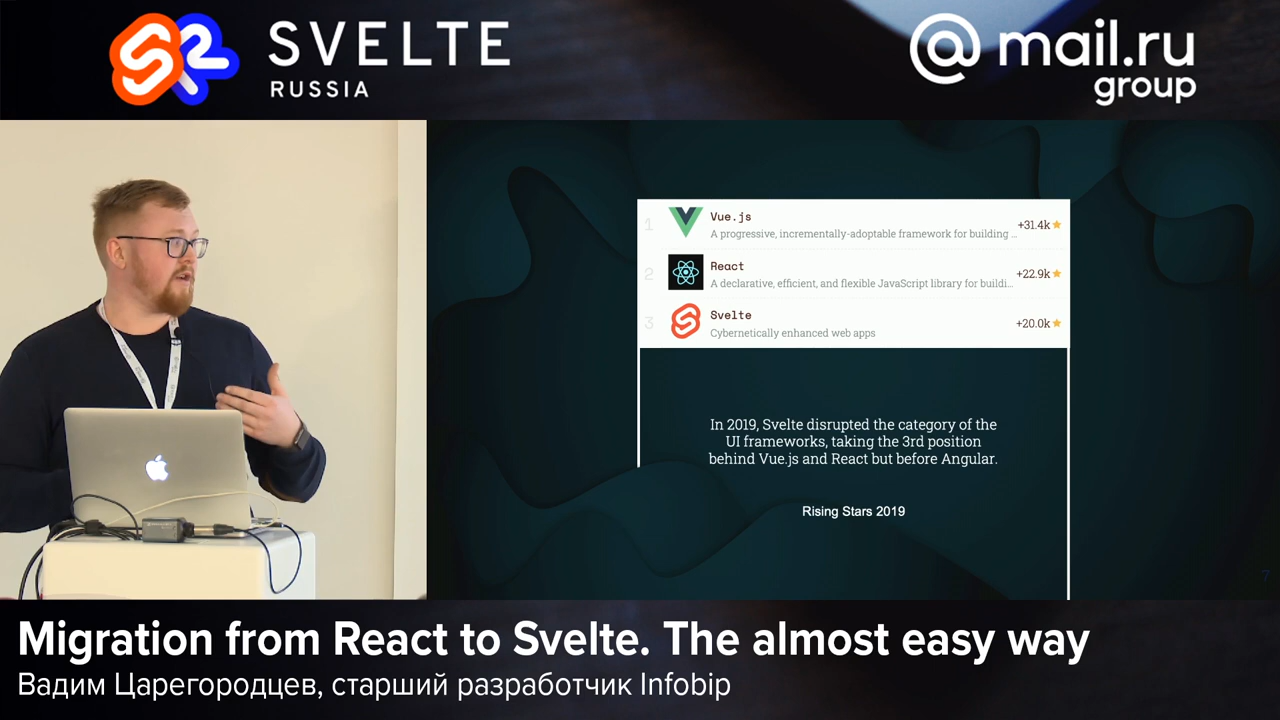 SVELTE
RUSSIA
@mail.ru
group
1
Vue.js
A progressive, incrementally-adoptable framework for building ...
+31.4k
2
React
A declarative, efficient, and flexible JavaScript library for buildi...
+22.9k
3
Svelte
Cybernetically enhanced web apps
+20.0k
In 2019, Svelte disrupted the category of the
UI frameworks, taking the 3rd position
behind Vue.js and React but before Angular.
Rising Stars 2019
7
Migration from React to Svelte. The almost easy way
Вадим Царегородцев, старший разработчик Infobip